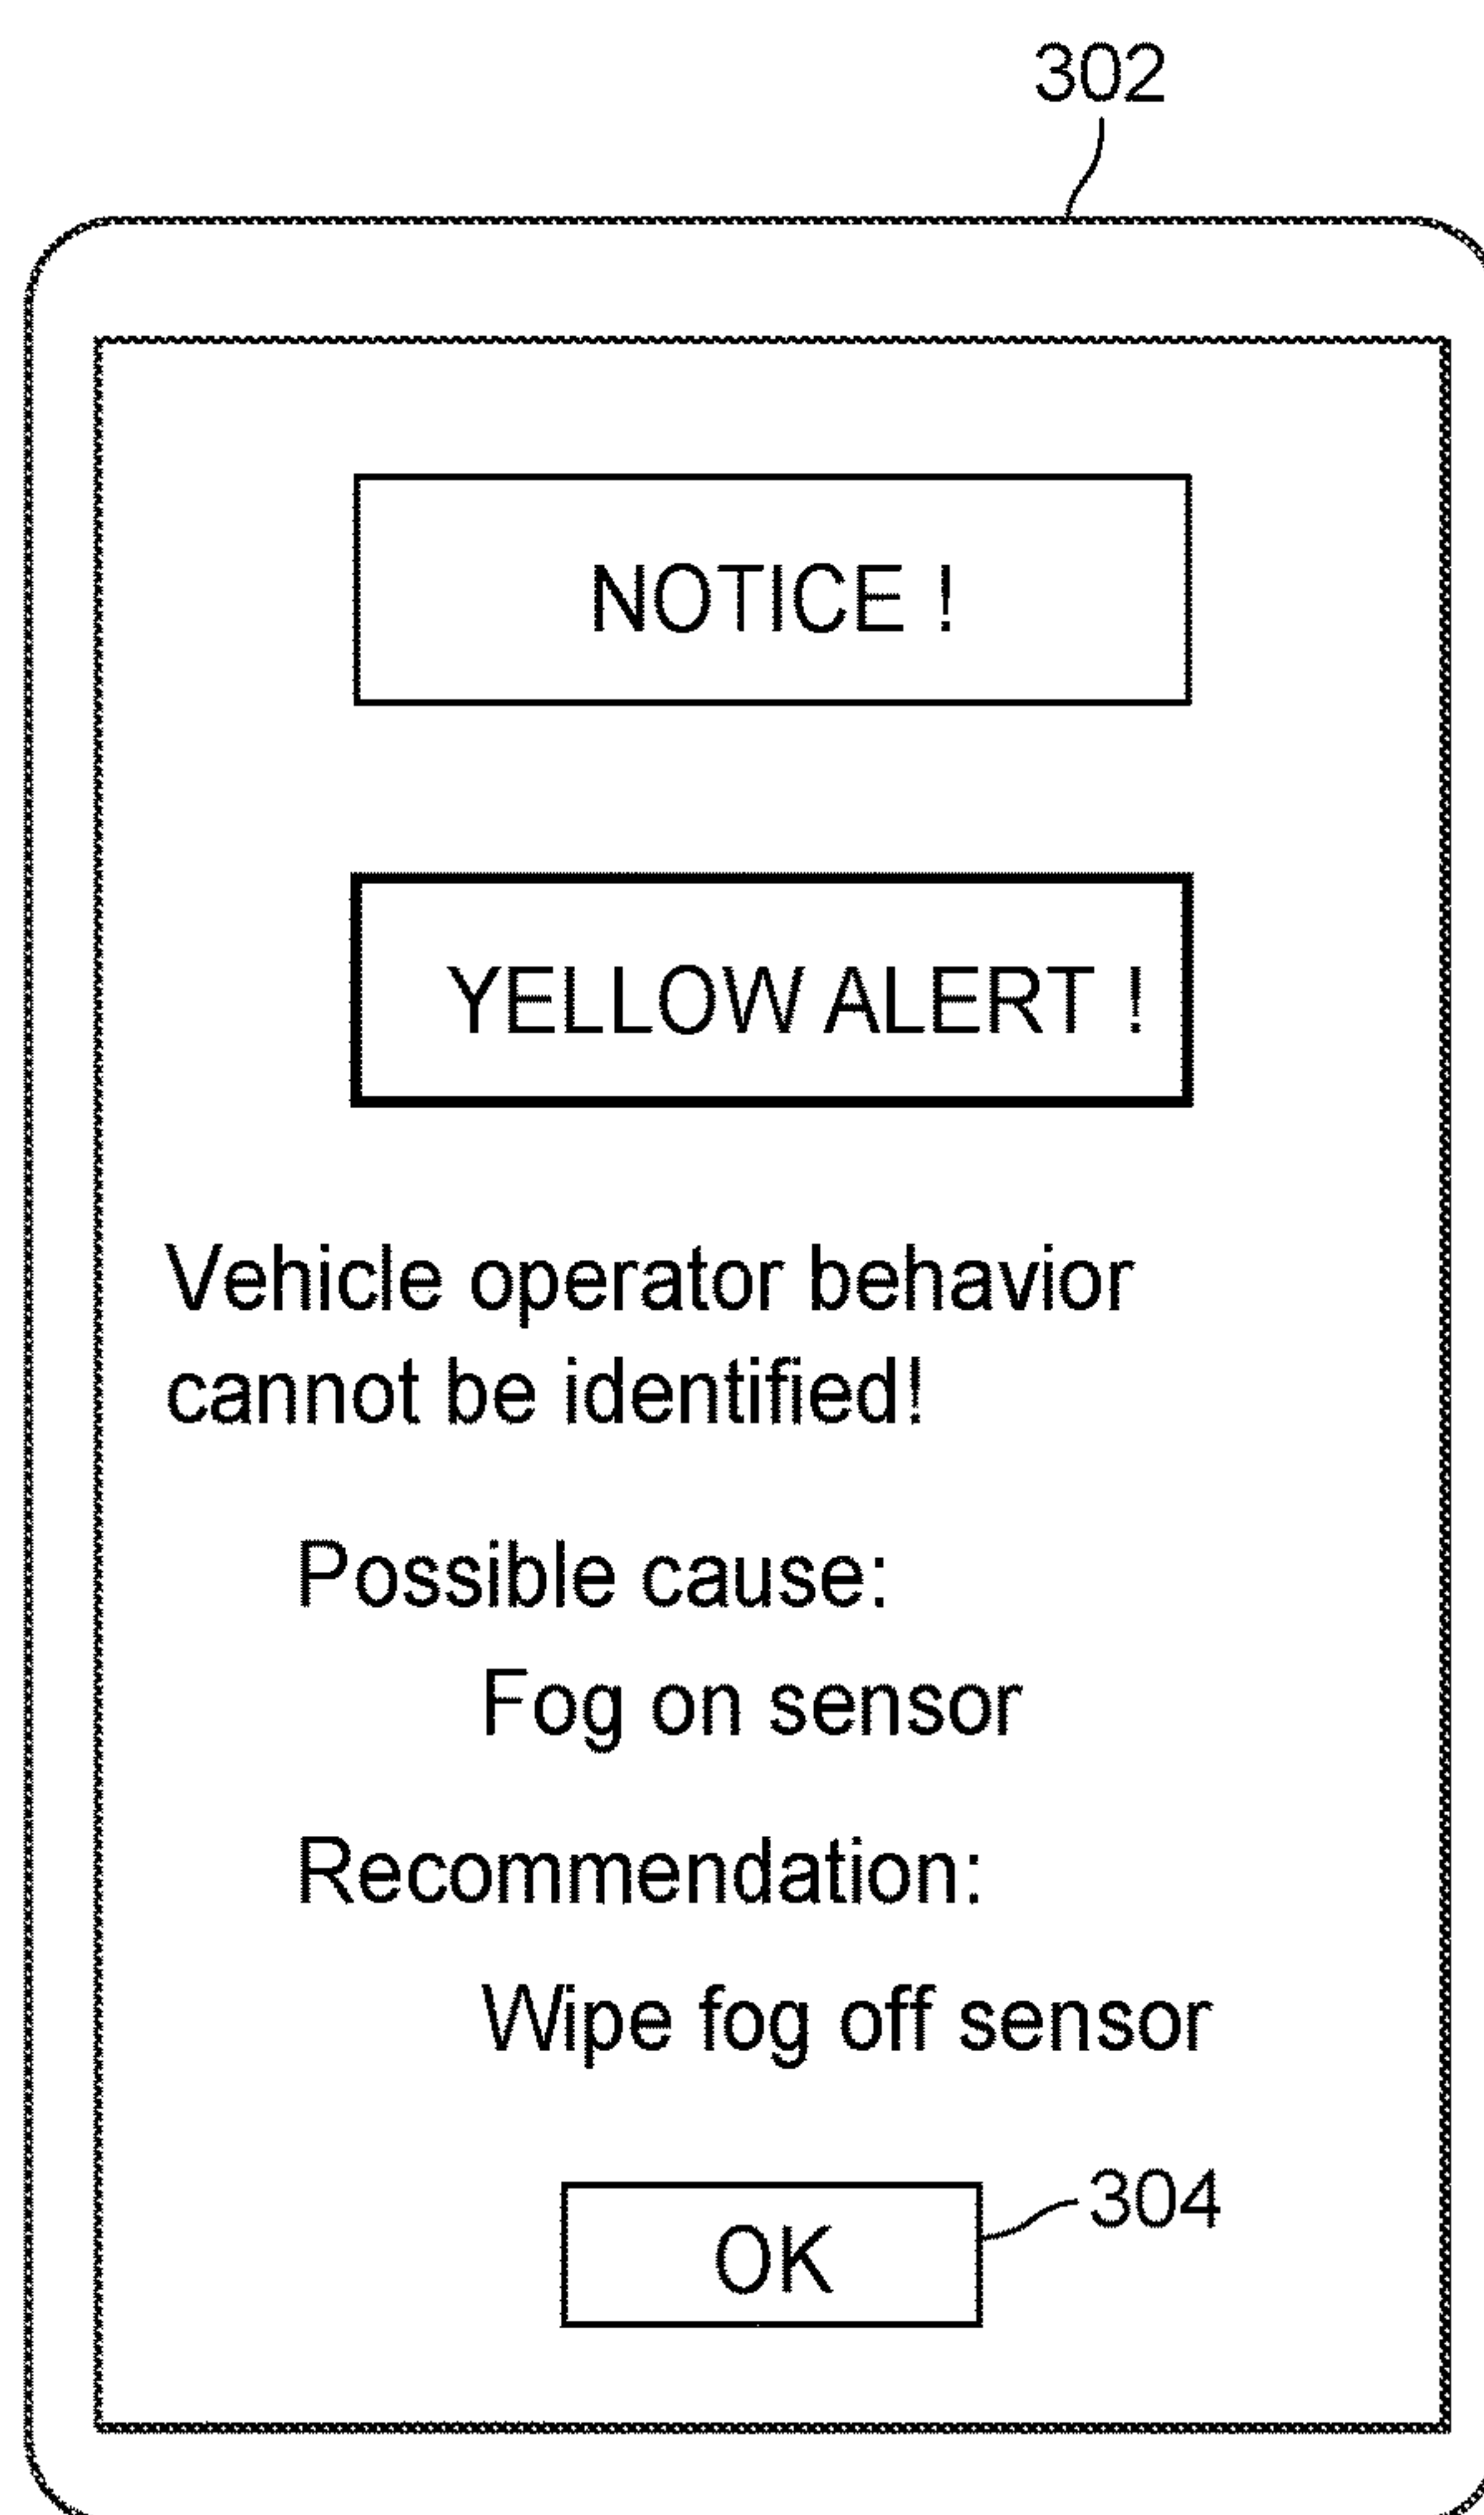 302
NOTICE !
YELLOW ALERT !
Vehicle operator behavior
cannot be identified!
Possible cause:
Fog on sensor
Recommendation:
Wipe fog off sensor
304
OK